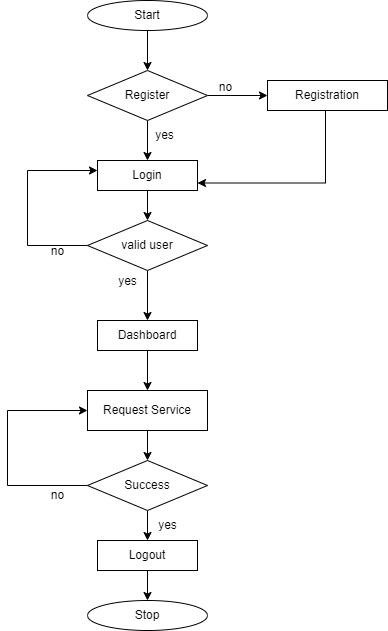 Start
Register
no
Registration
yes
Login
valid user
no
yes
Dashboard
Request Service
Success
no
yes
Logout
Stop